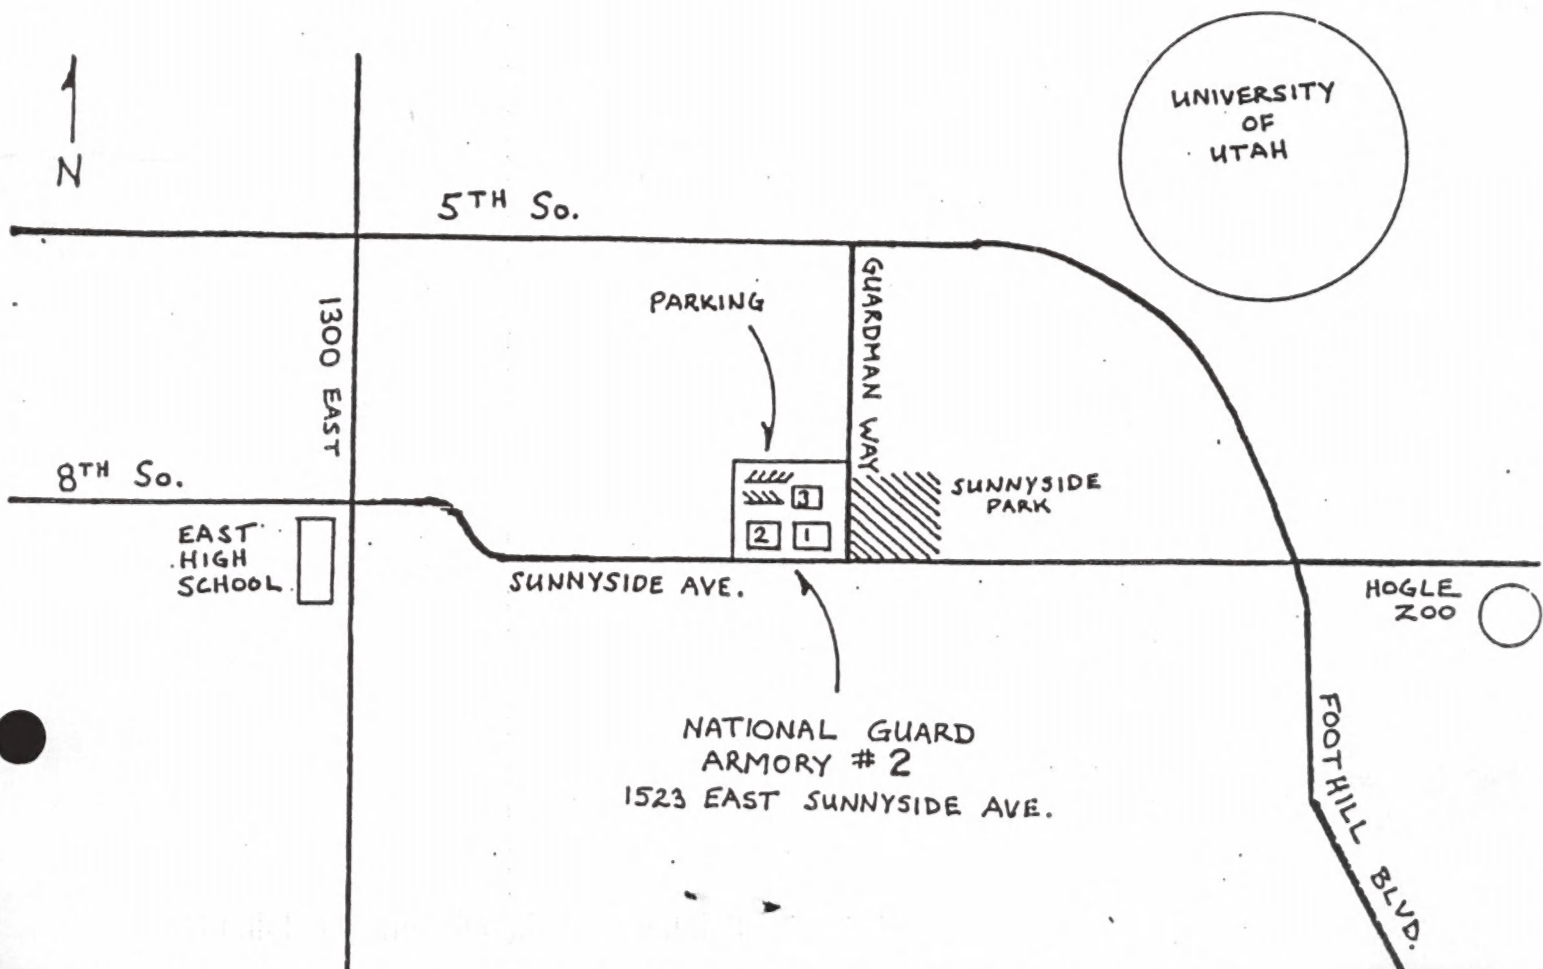 UNIVERSITY
OF
UTAH
N
5TH So.
PARKING
GUARDMAN WAY
1300 EAST
8TH So.
SUNNYSIDE
PARK
3
2
1
EAST
HIGH
SCHOOL
SUNNYSIDE AVE.
HOGLE
ZOO
NATIONAL GUARD
ARMORY # 2
1523 EAST SUNNYSIDE AVE.
FOOTHILL BLVD.